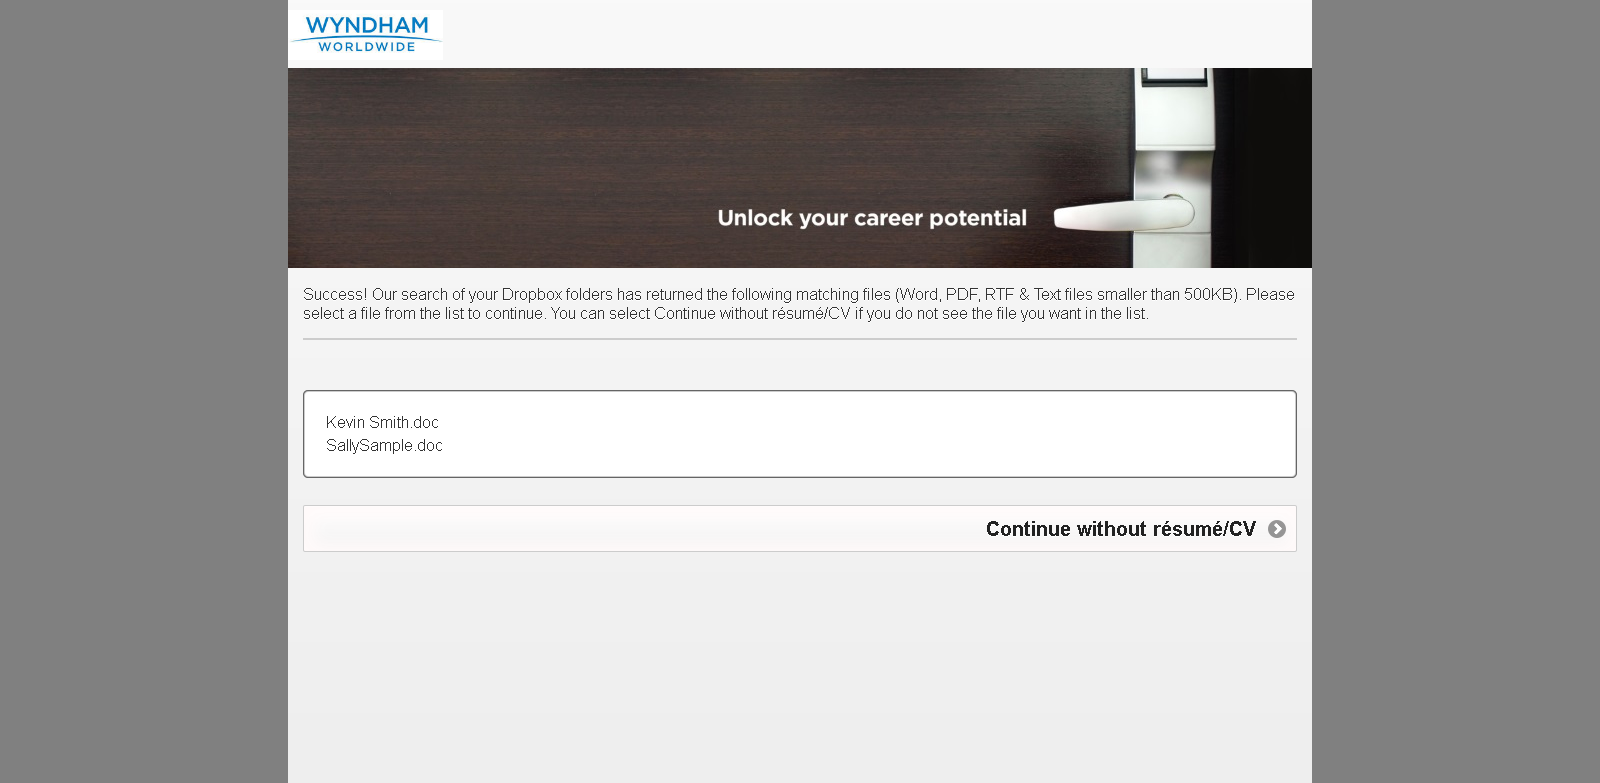 WYNDHAM
WORLDWIDE
Unlock your career potential
Success! Our search of your Dropbox folders has returned the following matching files (Word, PDF, RTF & Text files smaller than 500KB). Please
select a file from the list to continue. You can select Continue without résumé/CV if you do not see the file you want in the list.
Kevin Smith.doc
SallySample.doc
Continue without résumé/CV